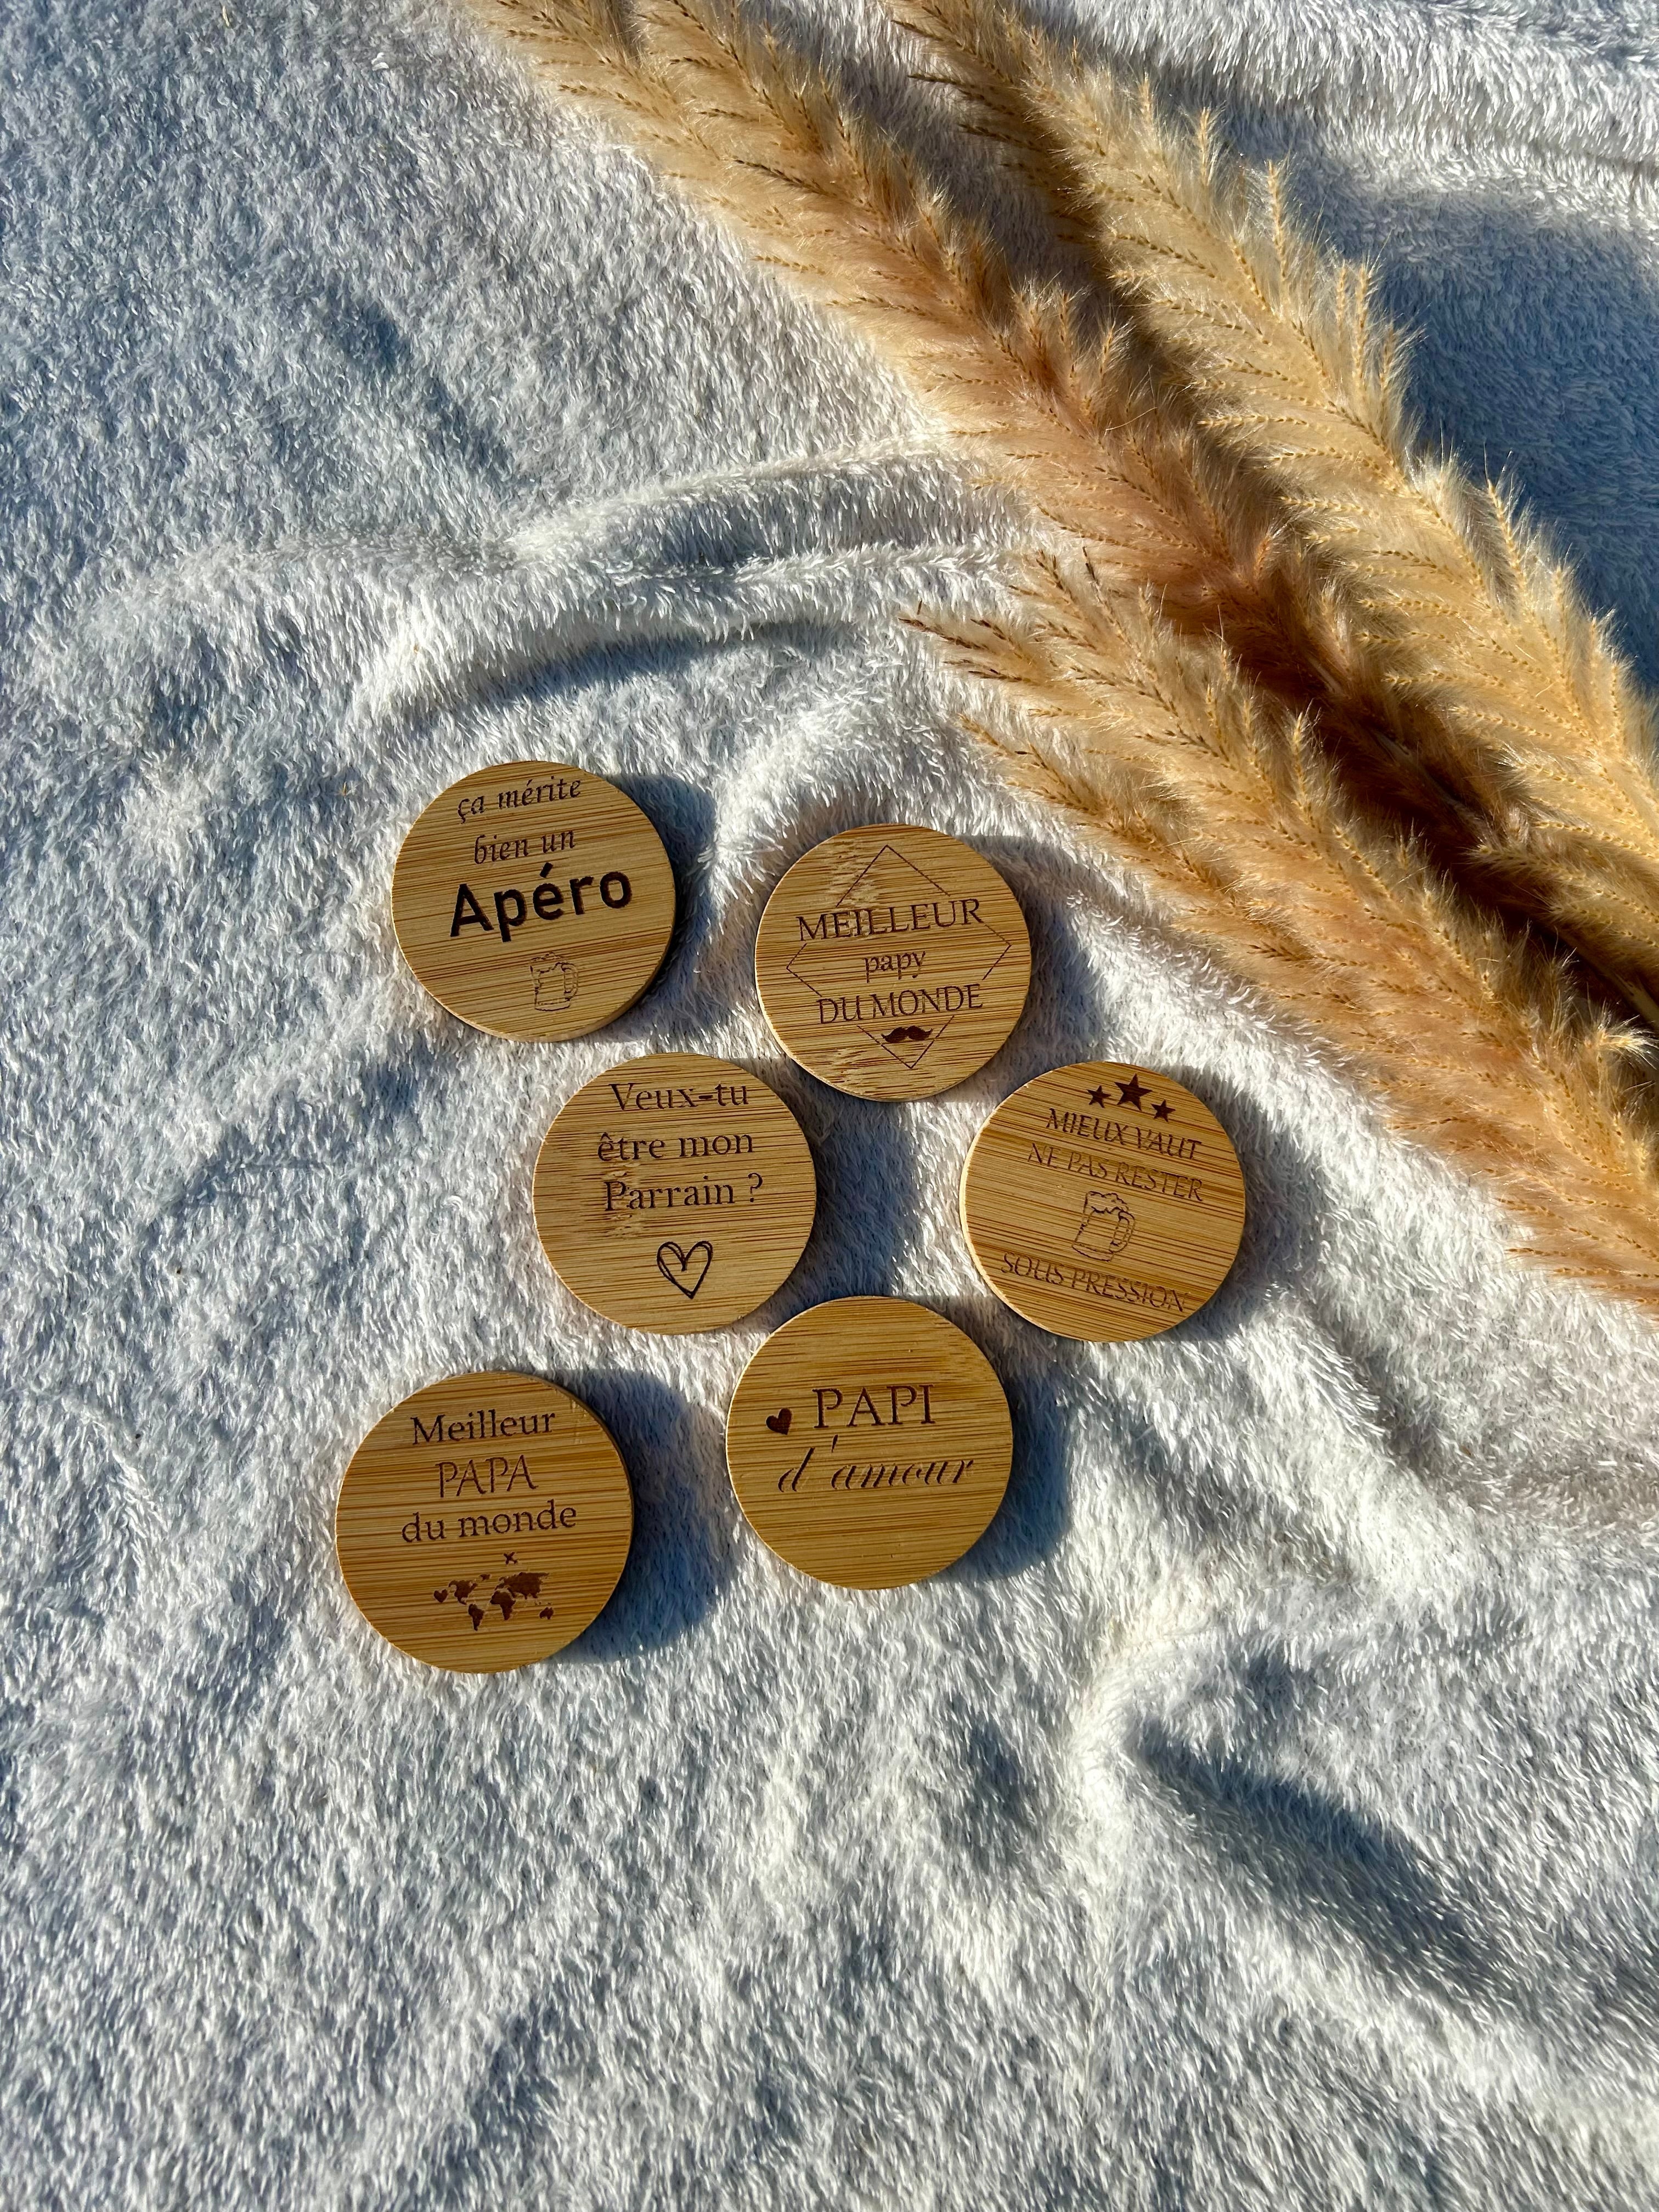 ça mérite
bien un
Apéro
MEILLEUR
papy
DU MONDE
Veux-tu
être mon
Parrain ?
MIEUX VAUT
NE PAS RESTER
SOUS PRESSION
Meilleur
PAPA
du monde
PAPI
d'amour